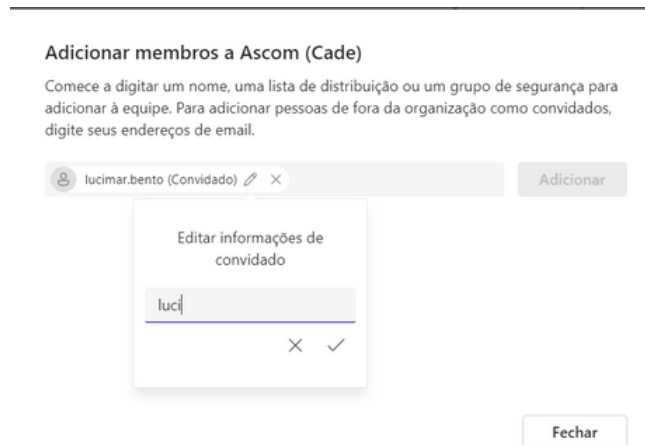 Adicionar membros a Ascom (Cade)
Comece a digitar um nome, uma lista de distribuição ou um grupo de segurança para
adicionar à equipe. Para adicionar pessoas de fora da organização como convidados,
digite seus endereços de email.
lucimar.bento (Convidado)
Adicionar
Editar informações de
convidado
luci
Fechar